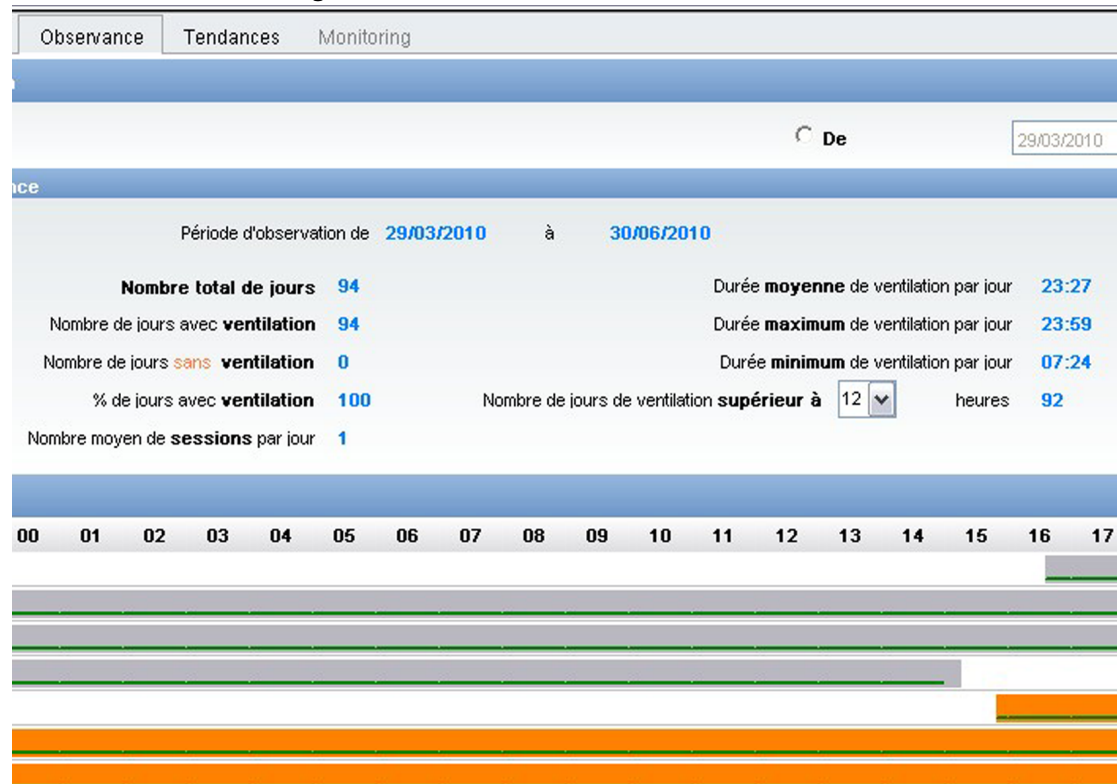 Observance Tendances Monitoring
De 29/03/2010
nce
Période d'observation de 29/03/2010 à 30/06/2010
Nombre total de jours 94 Durée moyenne de ventilation par jour 23:27
Nombre de jours avec ventilation 94 Durée maximum de ventilation par jour 23:59
Nombre de jours sans ventilation 0 Durée minimum de ventilation par jour 07:24
% de jours avec ventilation 100 Nombre de jours de ventilation supérieur à 12 heures 92
Nombre moyen de sessions par jour 1
00 01 02 03 04 05 06 07 08 09 10 11 12 13 14 15 16 17